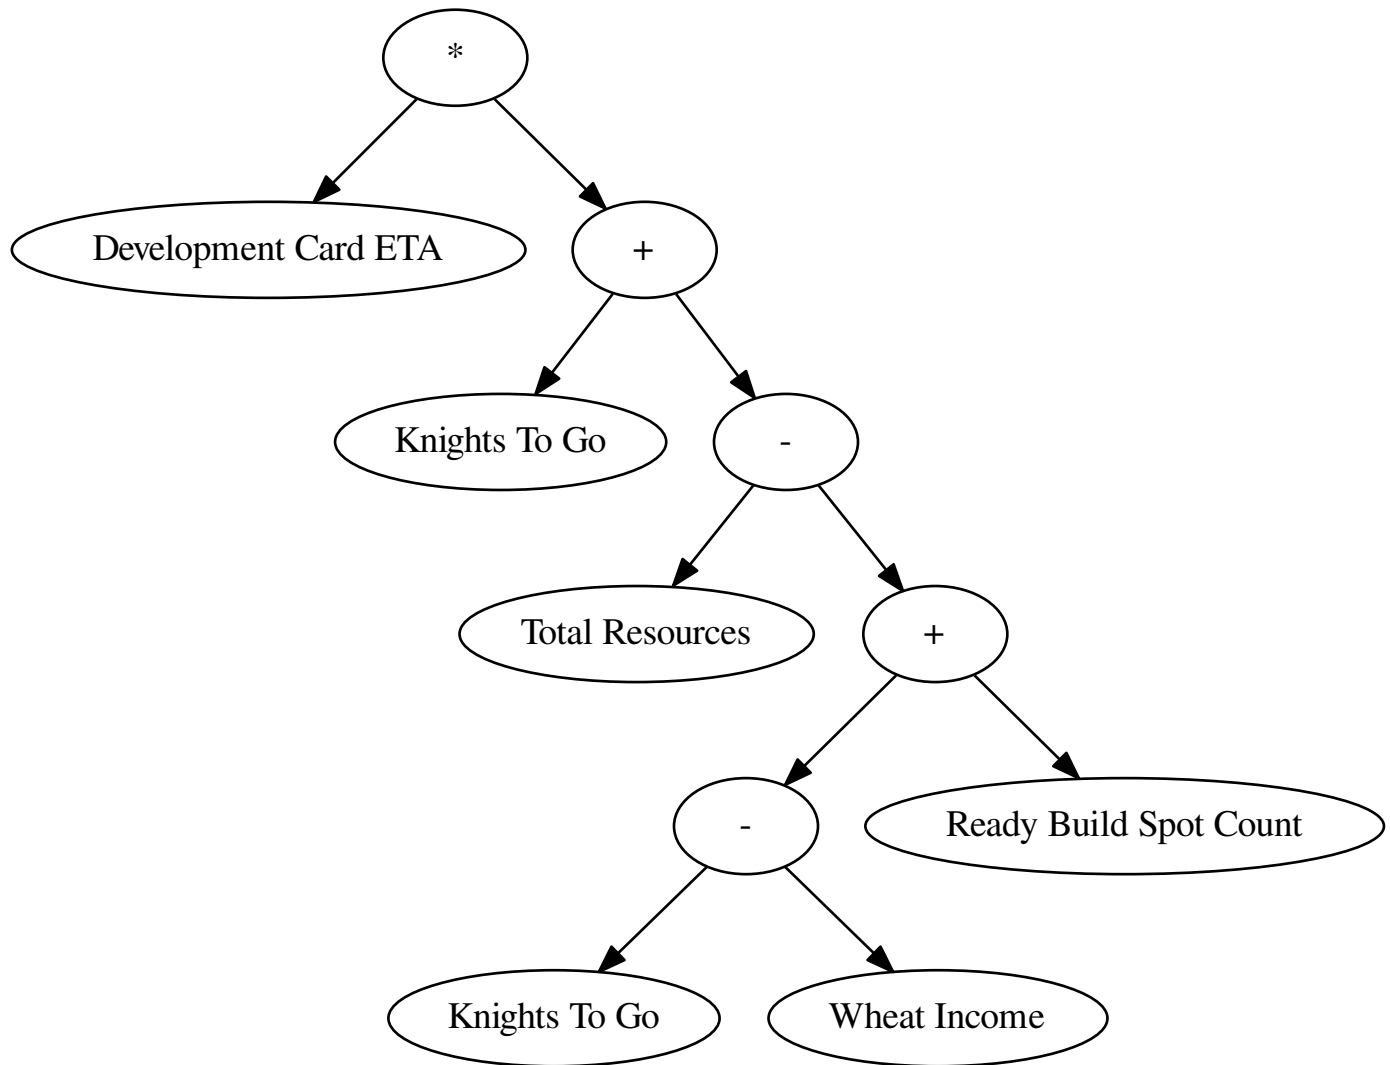 *
Development Card ETA
+
Knights To Go
-
Total Resources
+
-
Ready Build Spot Count
Knights To Go
Wheat Income